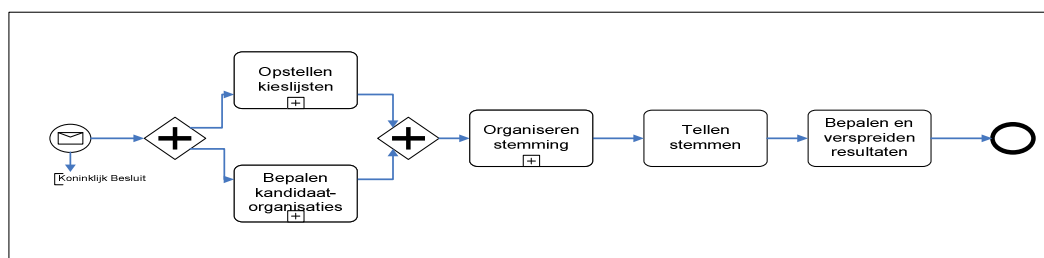 Opstellen
kieslijsten
Koninklijk Besluit
Bepalen
kandidaat-
organisaties
Organiseren
stemming
Tellen
stemmen
Bepalen en
verspreiden
resultaten